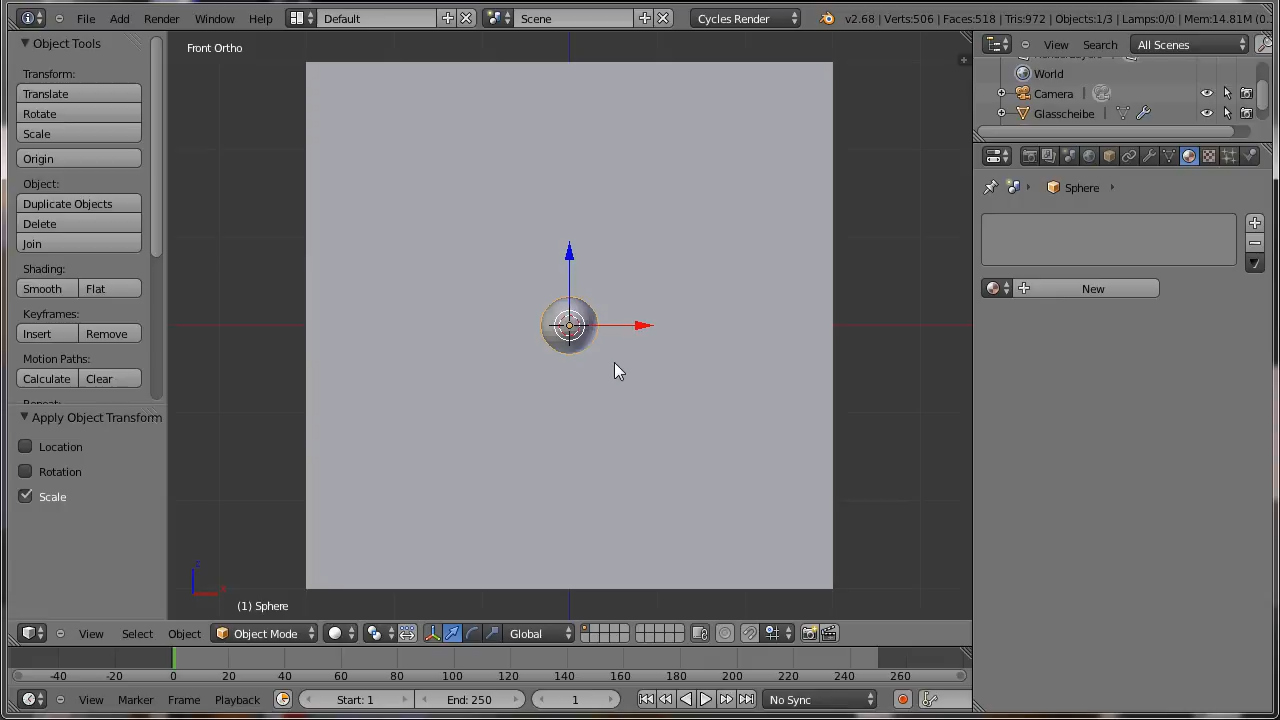 File Add Render Window Help Default Scene Cycles Render v2.68 | Verts:506 | Faces:518 | Tris:972 | Objects:1/3 | Lamps:0/0 | Mem:14.81M (0.
Object Tools
Transform:
Translate
Rotate
Scale
Origin
Object:
Duplicate Objects
Delete
Join
Shading:
Smooth Flat
Keyframes:
Insert Remove
Motion Paths:
Calculate Clear
Apply Object Transform
Location
Rotation
Scale
Front Ortho
z
x
(1) Sphere
View Search All Scenes
World
Camera
Glasscheibe
Sphere
New
View Select Object Object Mode Global
-40 -20 0 20 40 60 80 100 120 140 160 180 200 220 240 260
View Marker Frame Playback Start: 1 End: 250 1 No Sync